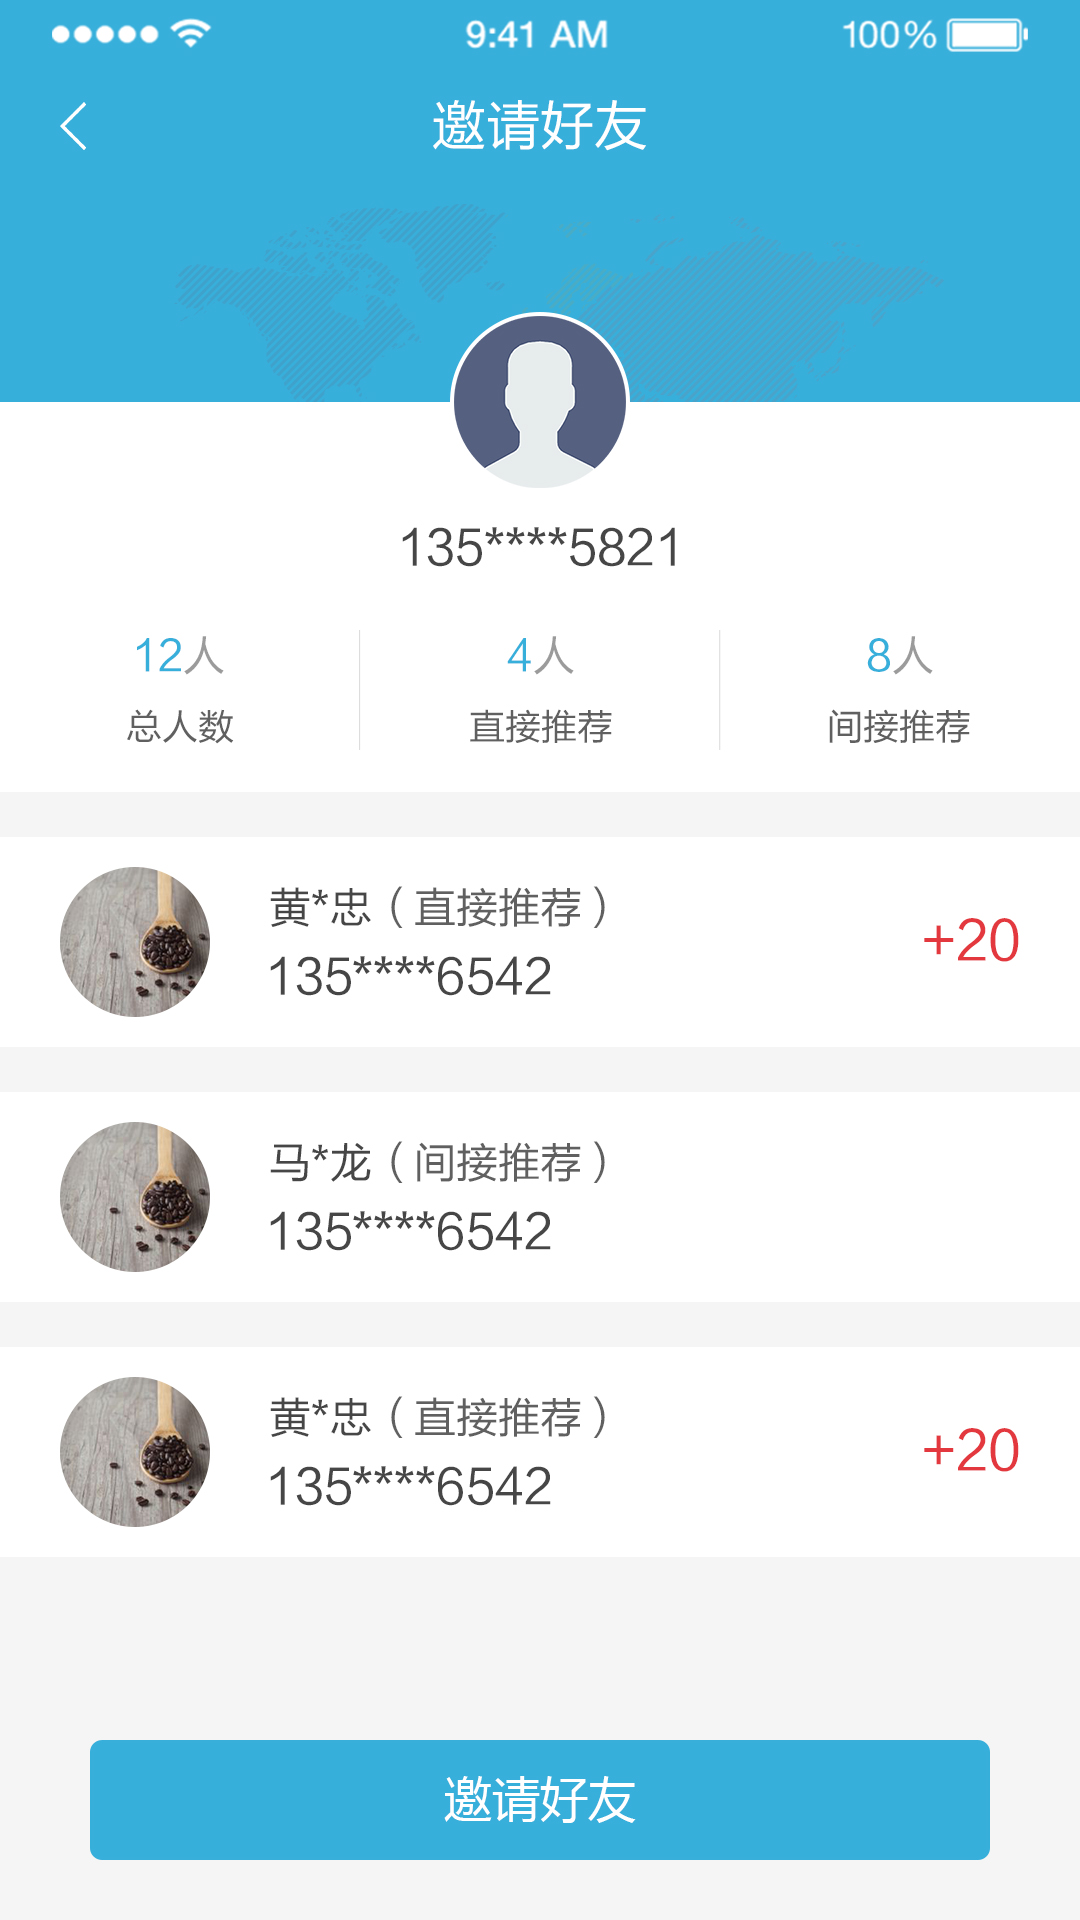 9:41 AM
100%
邀请好友
135****5821
12人
4人
8人
总人数
直接推荐
间接推荐
黄*忠（直接推荐）
135****6542
+20
马*龙（间接推荐）
135****6542
黄*忠（直接推荐）
135****6542
+20
邀请好友